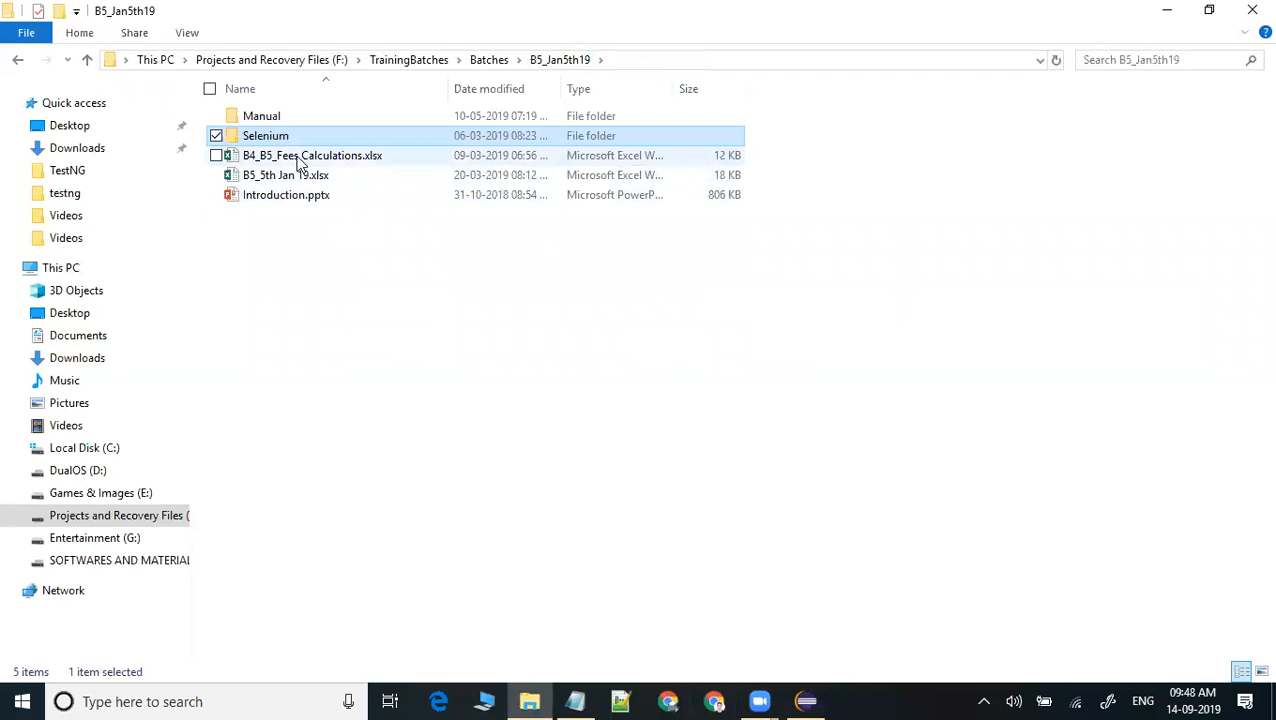 B5_Jan5th19
File Home Share View
This PC Projects and Recovery Files (F:) TrainingBatches Batches B5_Jan5th19 Search B5_Jan5th19
Name Date modified Type Size
Quick access
Desktop
Downloads
TestNG
testng
Videos
Videos
This PC
3D Objects
Desktop
Documents
Downloads
Music
Pictures
Videos
Local Disk (C:)
DualOS (D:)
Games & Images (E:)
Projects and Recovery Files (
Entertainment (G:)
SOFTWARES AND MATERIAL
Network
Manual 10-05-2019 07:19 ... File folder
Selenium 06-03-2019 08:23 ... File folder
B4_B5_Fees Calculations.xlsx 09-03-2019 06:56 ... Microsoft Excel W... 12 KB
B5_5th Jan 19.xlsx 20-03-2019 08:12 ... Microsoft Excel W... 18 KB
Introduction.pptx 31-10-2018 08:54 ... Microsoft PowerP... 806 KB
5 items 1 item selected
Type here to search
ENG
09:48 AM
14-09-2019